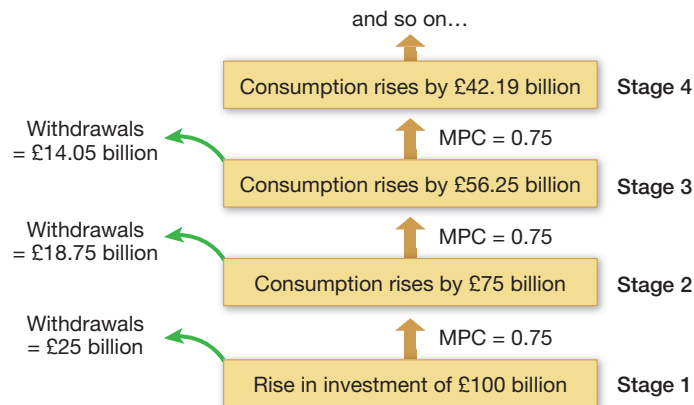 and so on…
Consumption rises by £42.19 billion
Stage 4
Withdrawals
= £14.05 billion
MPC = 0.75
Consumption rises by £56.25 billion
Stage 3
Withdrawals
= £18.75 billion
MPC = 0.75
Consumption rises by £75 billion
Stage 2
Withdrawals
= £25 billion
MPC = 0.75
Rise in investment of £100 billion
Stage 1